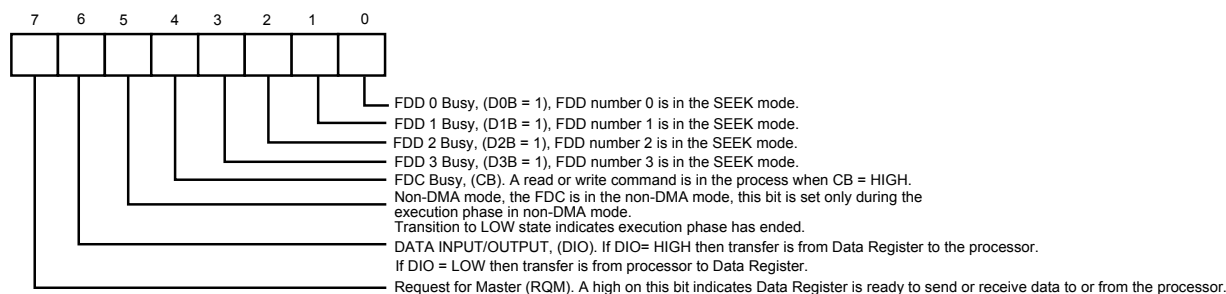 7 6 5 4 3 2 1 0
FDD 0 Busy, (D0B = 1), FDD number 0 is in the SEEK mode.
FDD 1 Busy, (D1B = 1), FDD number 1 is in the SEEK mode.
FDD 2 Busy, (D2B = 1), FDD number 2 is in the SEEK mode.
FDD 3 Busy, (D3B = 1), FDD number 3 is in the SEEK mode.
FDC Busy, (CB). A read or write command is in the process when CB = HIGH.
Non-DMA mode, the FDC is in the non-DMA mode, this bit is set only during the
execution phase in non-DMA mode.
Transition to LOW state indicates execution phase has ended.
DATA INPUT/OUTPUT, (DIO). If DIO= HIGH then transfer is from Data Register to the processor.
If DIO = LOW then transfer is from processor to Data Register.
Request for Master (RQM). A high on this bit indicates Data Register is ready to send or receive data to or from the processor.